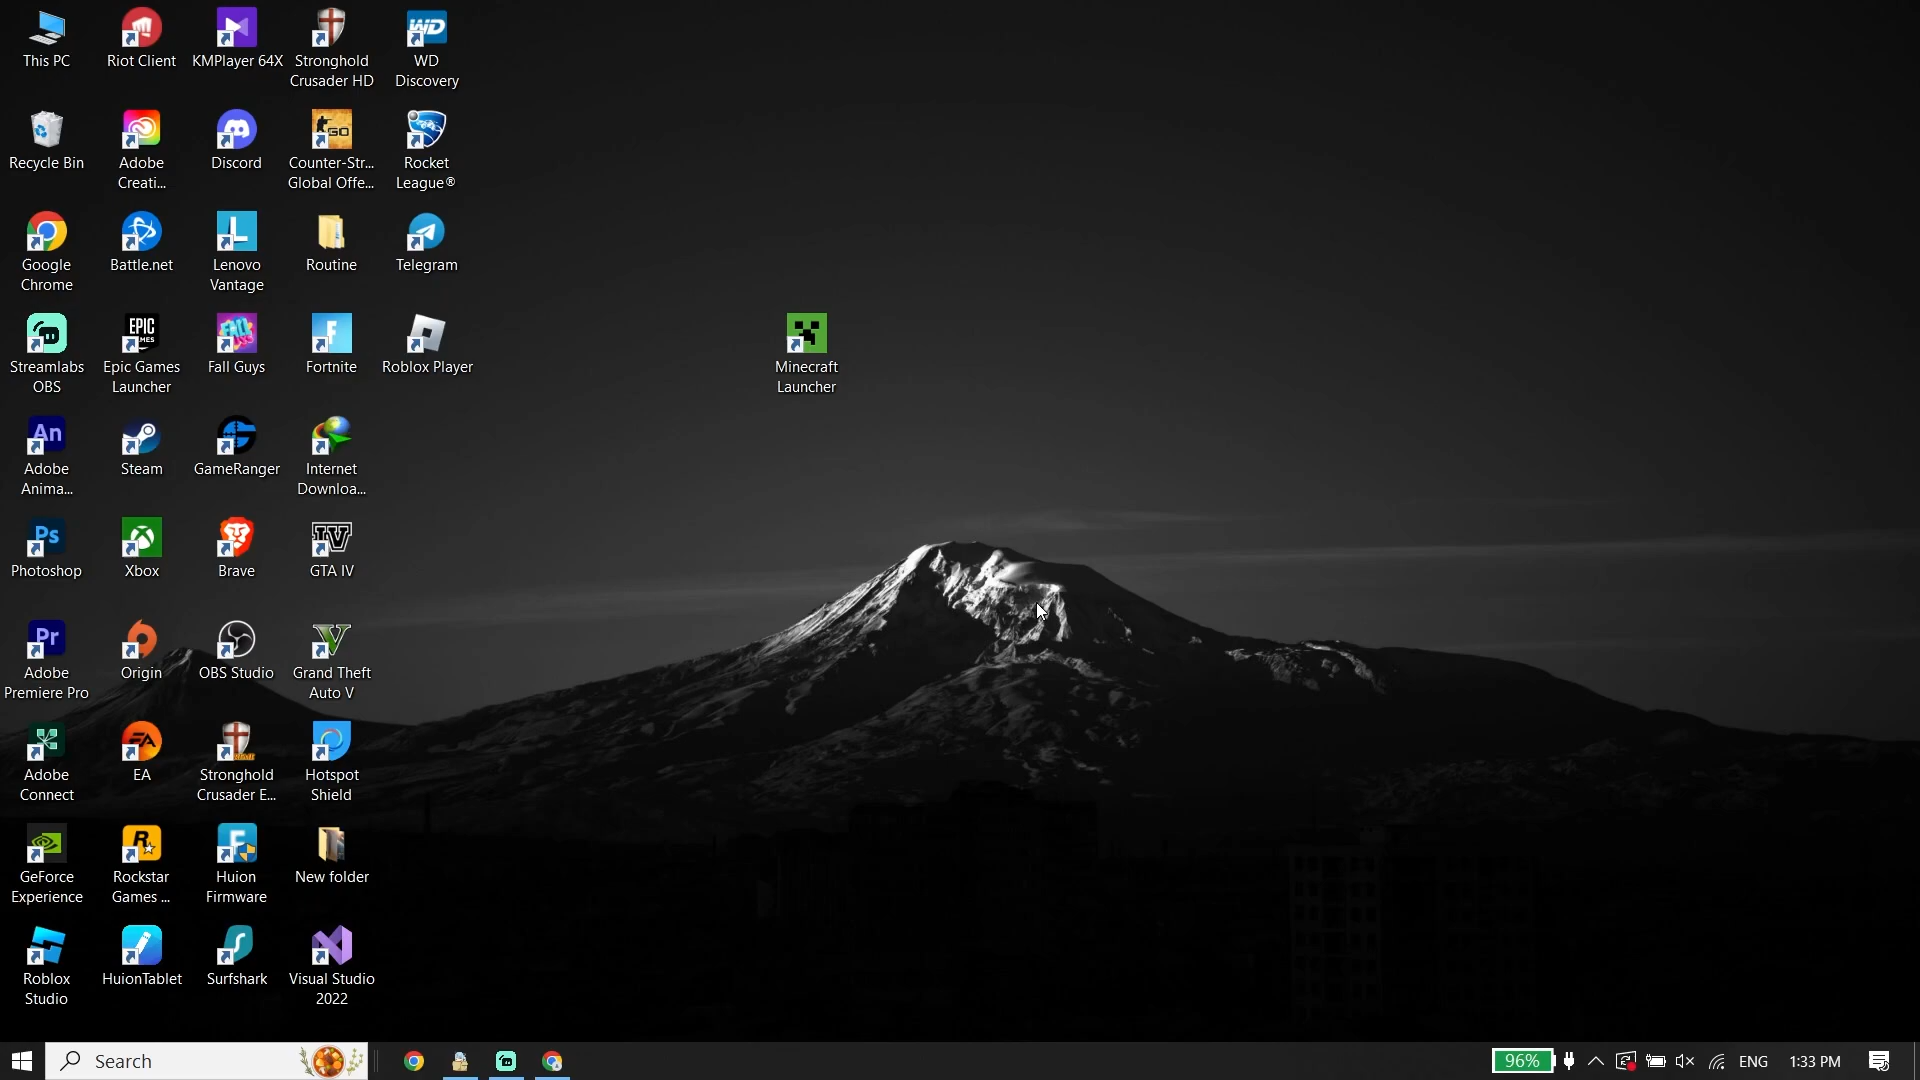 This PC
Riot Client
KMPlayer 64X
Stronghold
Crusader HD
WD
Discovery
Recycle Bin
Adobe
Creati...
Discord
Counter-Str...
Global Offe...
Rocket
League®
Google
Chrome
Battle.net
Lenovo
Vantage
Routine
Telegram
Streamlabs
OBS
Epic Games
Launcher
Fall Guys
Fortnite
Roblox Player
Minecraft
Launcher
Adobe
Anima...
Steam
GameRanger
Internet
Downloa...
Photoshop
Xbox
Brave
GTA IV
Adobe
Premiere Pro
Origin
OBS Studio
Grand Theft
Auto V
Adobe
Connect
EA
Stronghold
Crusader E...
Hotspot
Shield
GeForce
Experience
Rockstar
Games ...
Huion
Firmware
New folder
Roblox
Studio
HuionTablet
Surfshark
Visual Studio
2022
Search
96%
ENG
1:33 PM